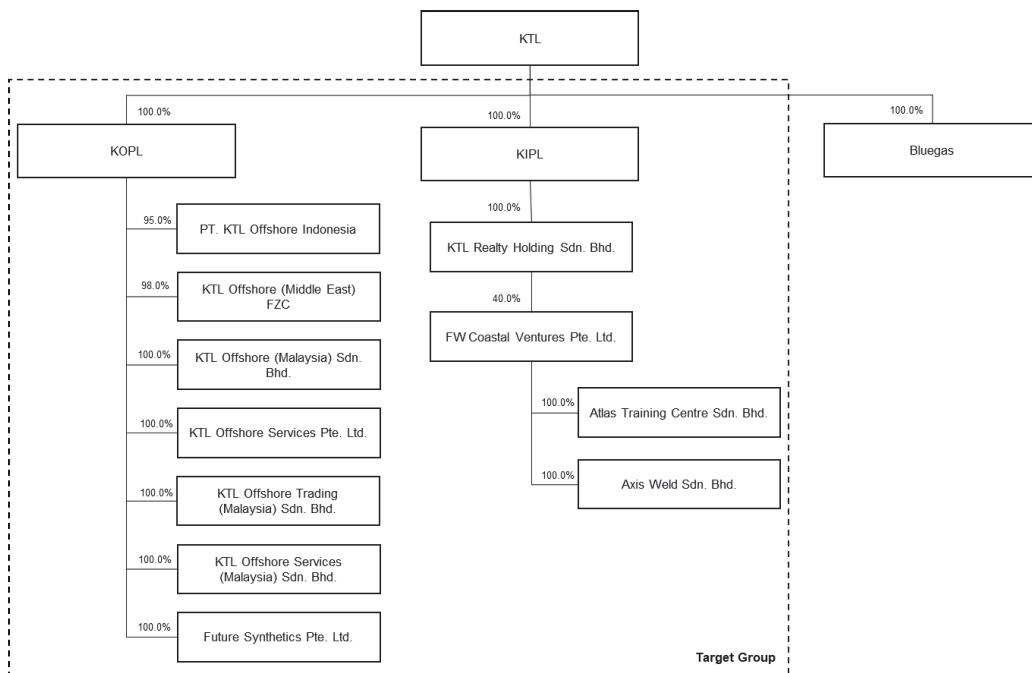 KTL
100.0%
100.0%
100.0%
KOPL
KIPL
Bluegas
95.0%
PT. KTL Offshore Indonesia
98.0%
KTL Offshore (Middle East)
FZC
100.0%
KTL Offshore (Malaysia) Sdn.
Bhd.
100.0%
KTL Offshore Services Pte. Ltd.
100.0%
KTL Offshore Trading
(Malaysia) Sdn. Bhd.
100.0%
KTL Offshore Services
(Malaysia) Sdn. Bhd.
100.0%
Future Synthetics Pte. Ltd.
100.0%
KTL Realty Holding Sdn. Bhd.
40.0%
FW Coastal Ventures Pte. Ltd.
100.0%
Atlas Training Centre Sdn. Bhd.
100.0%
Axis Weld Sdn. Bhd.
Target Group